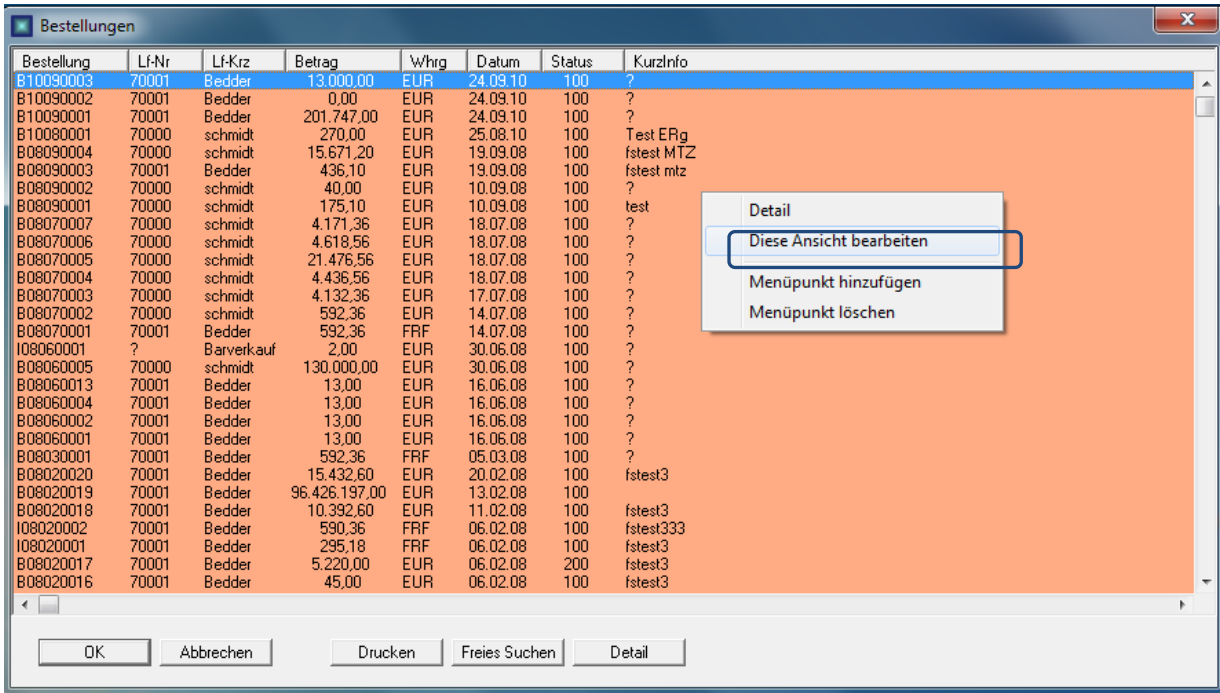 Bestellungen
Bestellung Lf-Nr Lf-Krz Betrag Whrg Datum Status KurzInfo
B10090003 70001 Bedder 13.000,00 EUR 24.09.10 100 ?
B10090002 70001 Bedder 0,00 EUR 24.09.10 100 ?
B10090001 70001 Bedder 201.747,00 EUR 24.09.10 100 ?
B10080001 70000 schmidt 270,00 EUR 25.08.10 100 Test ERg
B08090004 70000 schmidt 15.671,20 EUR 19.09.08 100 fstest MTZ
B08090003 70001 Bedder 436,10 EUR 19.09.08 100 fstest mtz
B08090002 70000 schmidt 40,00 EUR 10.09.08 100 ?
B08090001 70000 schmidt 175,10 EUR 10.09.08 100 test
B08070007 70000 schmidt 4.171,36 EUR 18.07.08 100 ?
B08070006 70000 schmidt 4.618,56 EUR 18.07.08 100 ?
B08070005 70000 schmidt 21.476,56 EUR 18.07.08 100 ?
B08070004 70000 schmidt 4.436,56 EUR 18.07.08 100 ?
B08070003 70000 schmidt 4.132,36 EUR 17.07.08 100 ?
B08070002 70000 schmidt 592,36 EUR 14.07.08 100 ?
B08070001 70001 Bedder 592,36 FRF 14.07.08 100 ?
I08060001 ? Barverkauf 2,00 EUR 30.06.08 100 ?
B08060005 70000 schmidt 130.000,00 EUR 30.06.08 100 ?
B08060013 70001 Bedder 13,00 EUR 16.06.08 100 ?
B08060004 70001 Bedder 13,00 EUR 16.06.08 100 ?
B08060002 70001 Bedder 13,00 EUR 16.06.08 100 ?
B08060001 70001 Bedder 13,00 EUR 16.06.08 100 ?
B08030001 70001 Bedder 592,36 FRF 05.03.08 100 ?
B08020020 70001 Bedder 15.432,60 EUR 20.02.08 100 fstest3
B08020019 70001 Bedder 96.426.197,00 EUR 13.02.08 100
B08020018 70001 Bedder 10.392,60 EUR 11.02.08 100 fstest3
I08020002 70001 Bedder 590,36 FRF 06.02.08 100 fstest333
I08020001 70001 Bedder 295,18 FRF 06.02.08 100 fstest3
B08020017 70001 Bedder 5.220,00 EUR 06.02.08 200 fstest3
B08020016 70001 Bedder 45,00 EUR 06.02.08 100 fstest3
Detail
Diese Ansicht bearbeiten
Menüpunkt hinzufügen
Menüpunkt löschen
OK Abbrechen Drucken Freies Suchen Detail